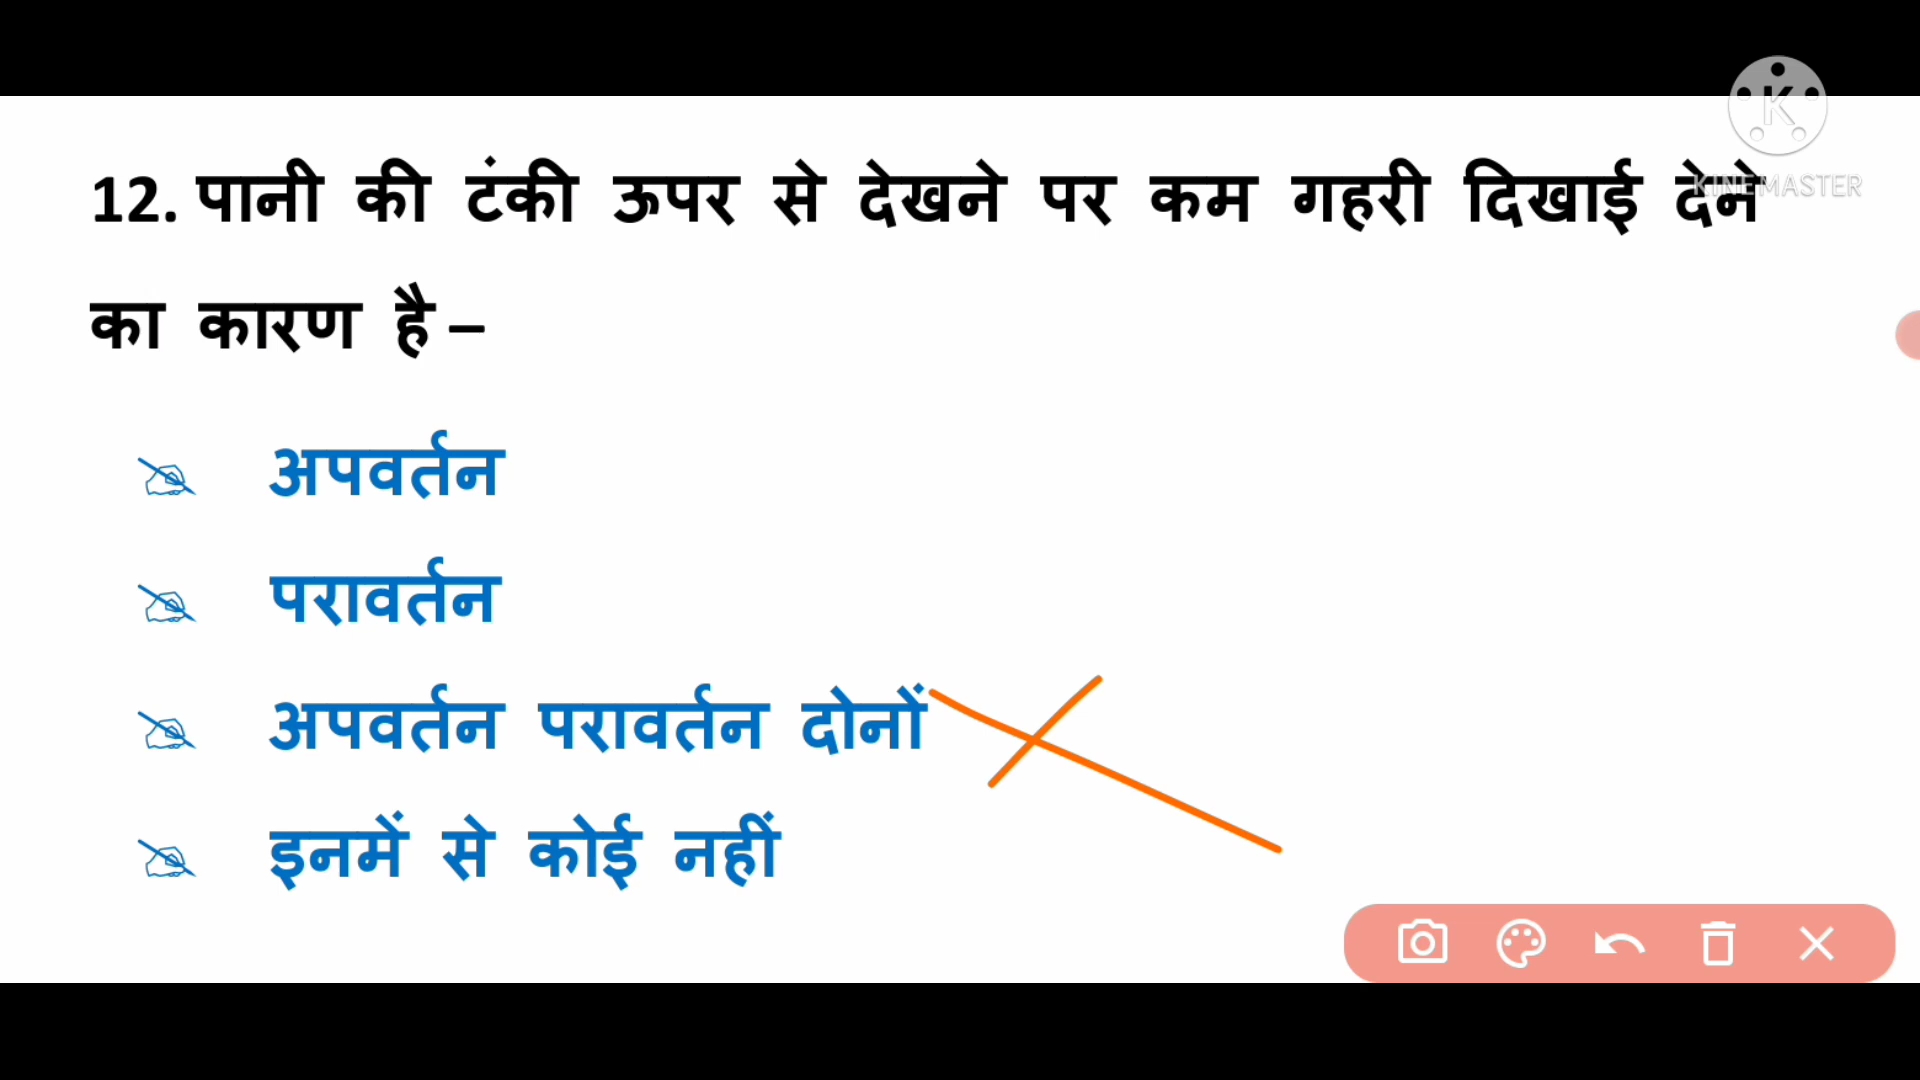 K
KINEMASTER
12. पानी की टंकी ऊपर से देखने पर कम गहरी दिखाई देने
का कारण है –
अपवर्तन
परावर्तन
अपवर्तन परावर्तन दोनों
इनमें से कोई नहीं